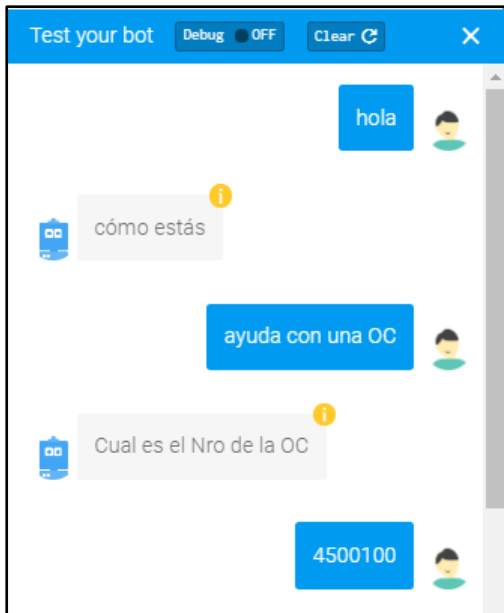 Test your bot Debug OFF Clear
hola
cómo estás
ayuda con una OC
Cual es el Nro de la OC
4500100